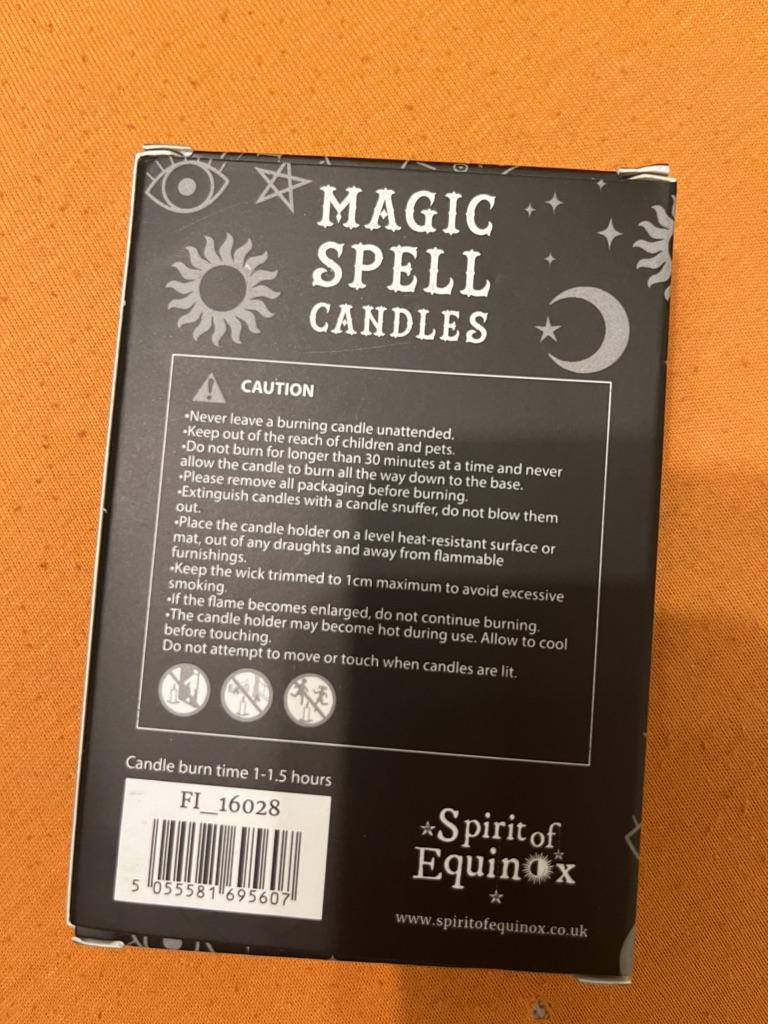 MAGIC
SPELL
CANDLES
CAUTION
•Never leave a burning candle unattended.
•Keep out of the reach of children and pets.
•Do not burn for longer than 30 minutes at a time and never
allow the candle to burn all the way down to the base.
•Please remove all packaging before burning.
•Extinguish candles with a candle snuffer, do not blow them
out.
•Place the candle holder on a level heat-resistant surface or
mat, out of any draughts and away from flammable
furnishings.
•Keep the wick trimmed to 1cm maximum to avoid excessive
smoking.
•If the flame becomes enlarged, do not continue burning.
•The candle holder may become hot during use. Allow to cool
before touching.
Do not attempt to move or touch when candles are lit.
Candle burn time 1-1.5 hours
FI_16028
5 055581 695607
Spirit of
Equinox
www.spiritofequinox.co.uk